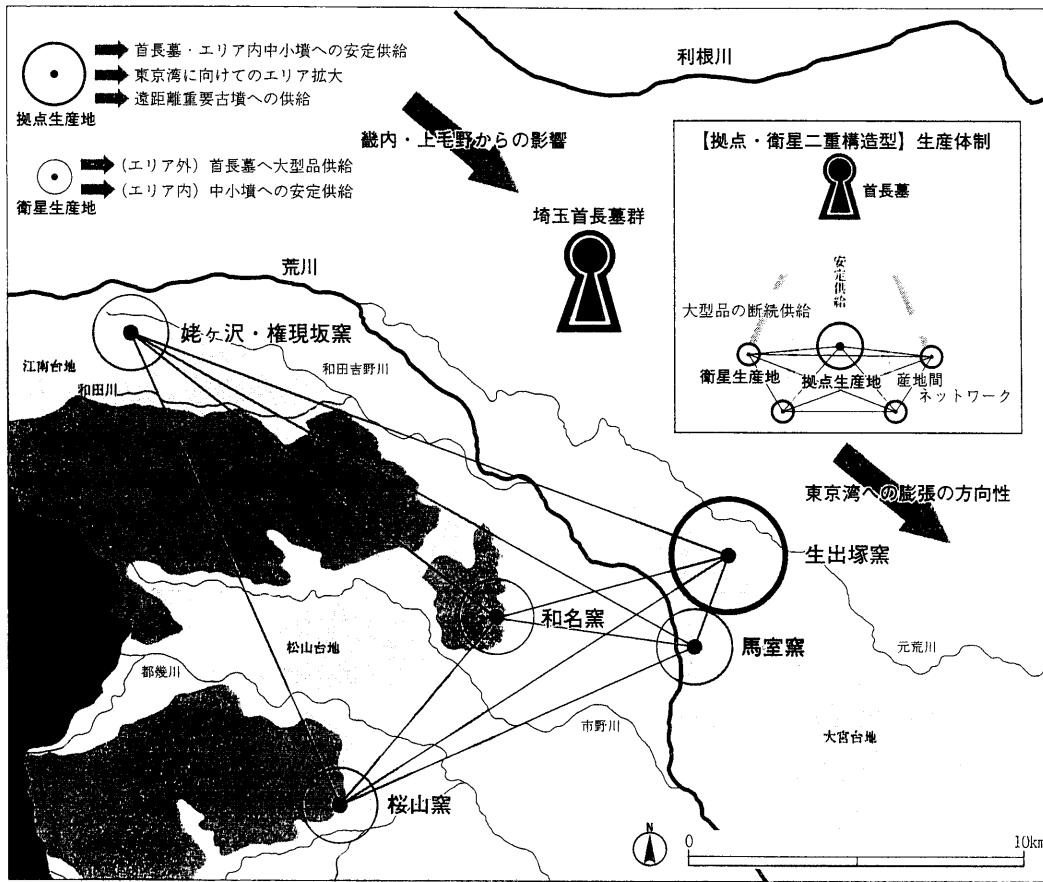 首長墓・エリア内中小墳への安定供給
東京湾に向けてのエリア拡大
遠距離重要古墳への供給
拠点生産地
(エリア外) 首長墓へ大型品供給
(エリア内) 中小墳への安定供給
衛星生産地
利根川
畿内・上毛野からの影響
埼玉首長墓群
【拠点・衛星二重構造型】生産体制
首長墓
安定供給
大型品の断続供給
衛星生産地
拠点生産地
産地間
ネットワーク
荒川
姥ヶ沢・権現坂窯
江南台地
和田川
和田吉野川
東京湾への膨張の方向性
生出塚窯
和名窯
馬室窯
松山台地
都幾川
元荒川
市野川
大宮台地
桜山窯
N
0
10km